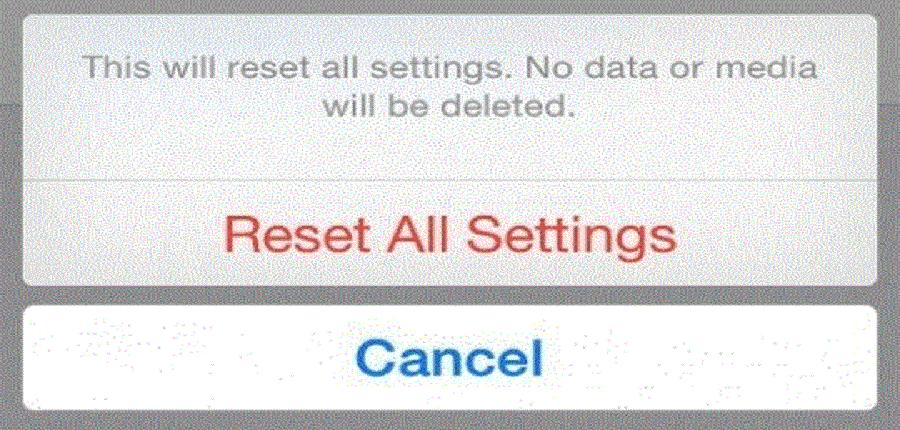 This will reset all settings. No data or media
will be deleted.
Reset All Settings
Cancel